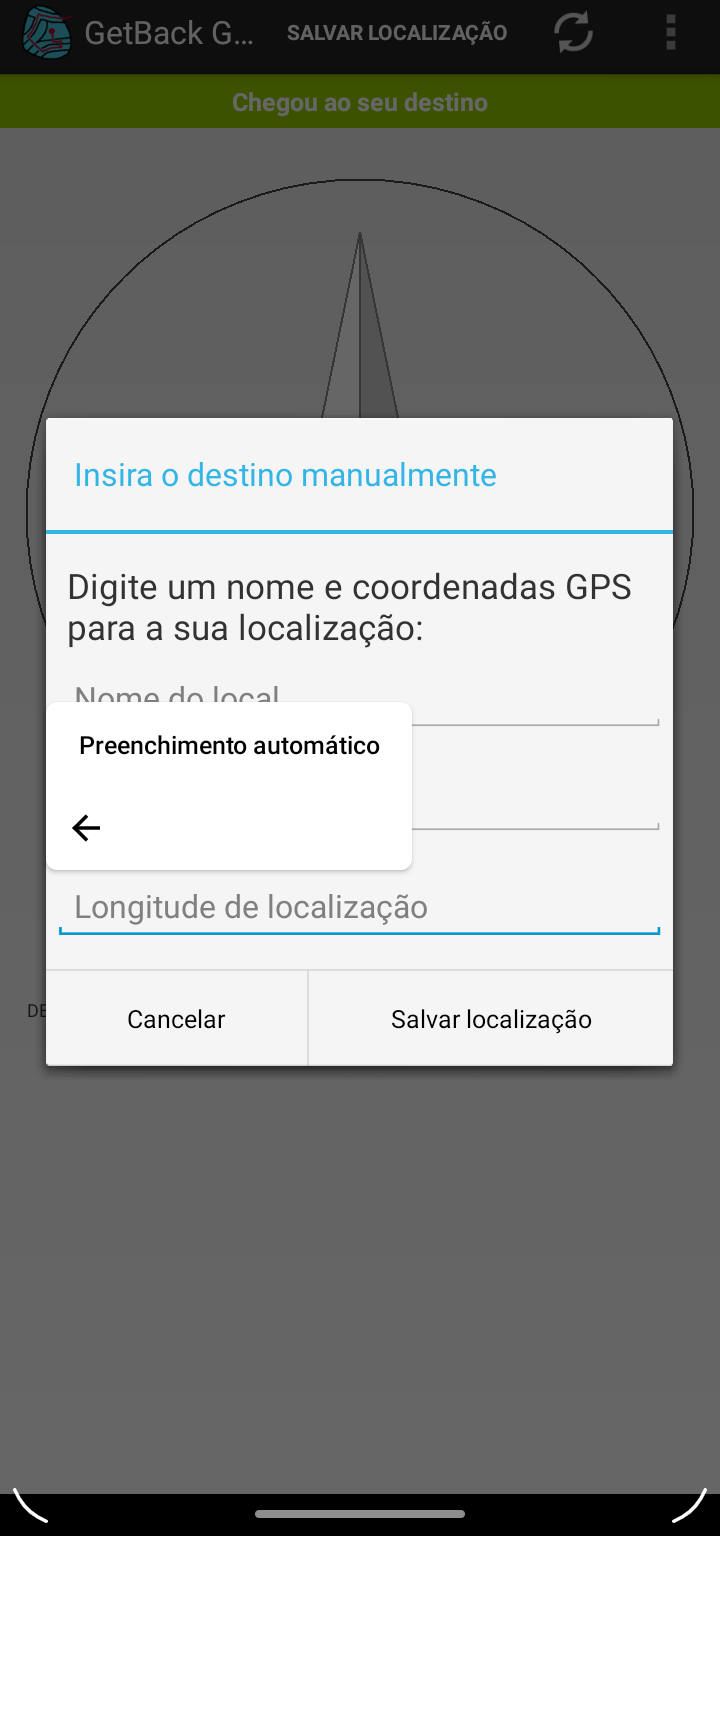 GetBack G... SALVAR LOCALIZAÇÃO
Chegou ao seu destino
Insira o destino manualmente
Digite um nome e coordenadas GPS
para a sua localização:
Nome do local
Preenchimento automático
Longitude de localização
DE
Cancelar Salvar localização